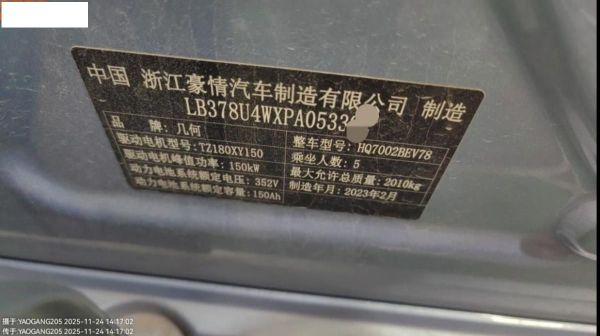 中国 浙江豪情汽车制造有限公司 制造
LB378U4WXPA0533
品牌：几何 整车型号：HQ7002BEV78
驱动电机型号：TZ180XY150 乘坐人数：5
驱动电机峰值功率：150kW 最大允许总质量：2010kg
动力电池系统额定电压：352V 制造年月：2023年2月
动力电池系统额定容量：150Ah
摄于:YAOGANG205 2025-11-24 14:17:02
传于:YAOGANG205 2025-11-24 14:17:02